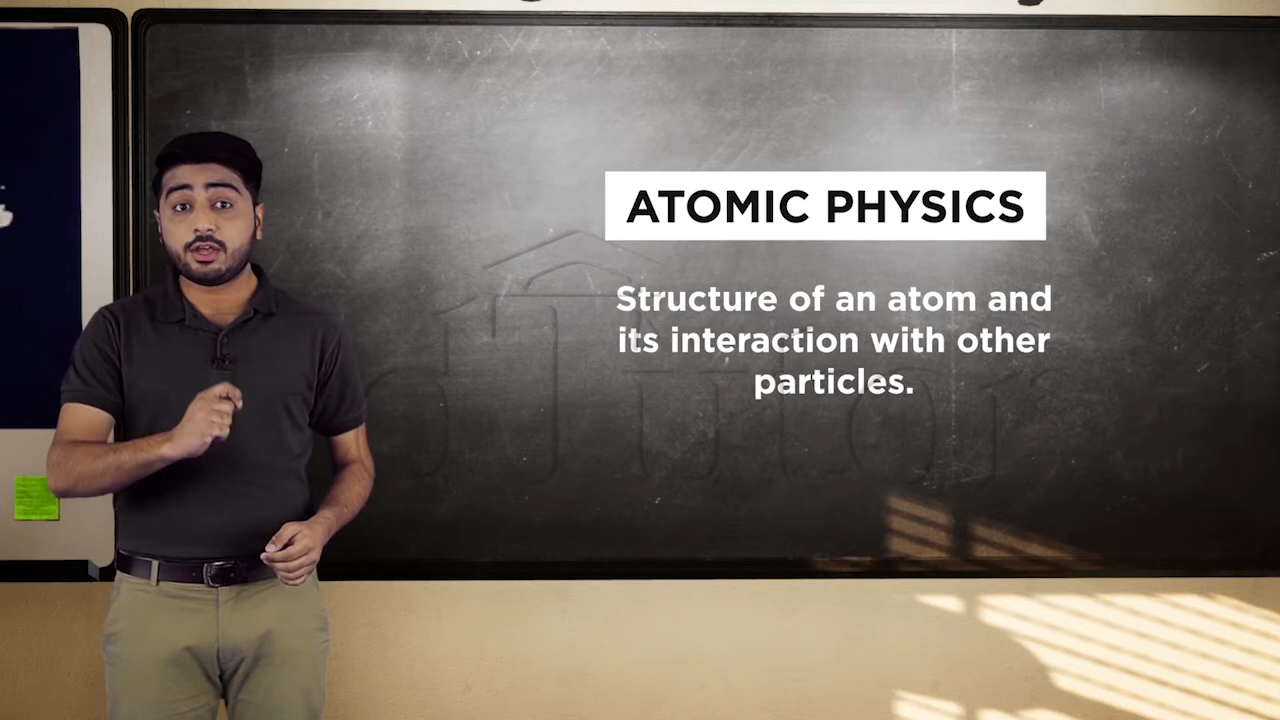 ATOMIC PHYSICS
Structure of an atom and
its interaction with other
particles.